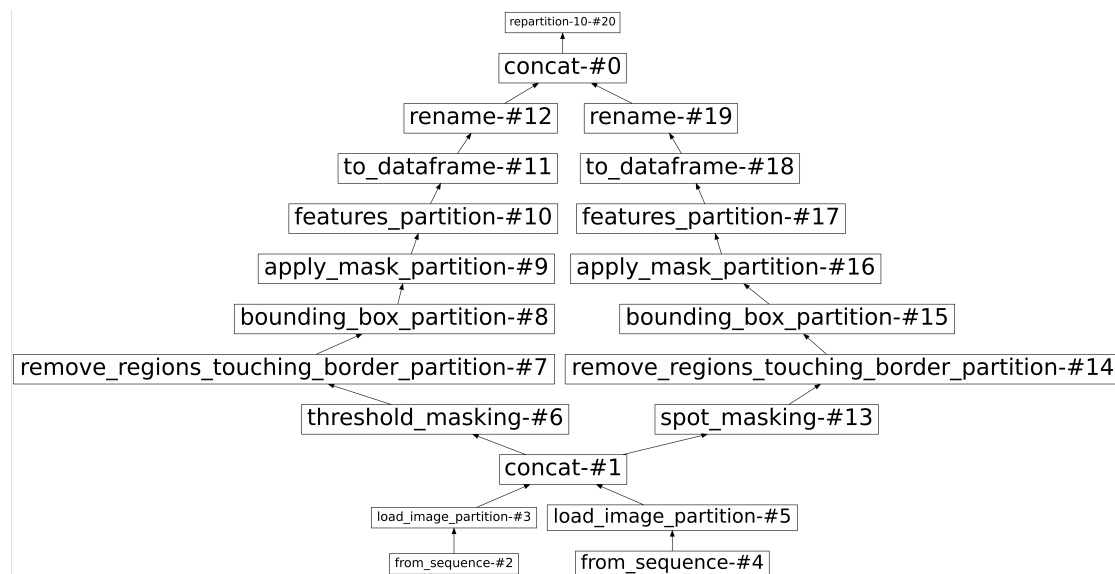 repartition-10-#20
concat-#0
rename-#12
rename-#19
to_dataframe-#11
to_dataframe-#18
features_partition-#10
features_partition-#17
apply_mask_partition-#9
apply_mask_partition-#16
bounding_box_partition-#8
bounding_box_partition-#15
remove_regions_touching_border_partition-#7
remove_regions_touching_border_partition-#14
threshold_masking-#6
spot_masking-#13
concat-#1
load_image_partition-#3
load_image_partition-#5
from_sequence-#2
from_sequence-#4